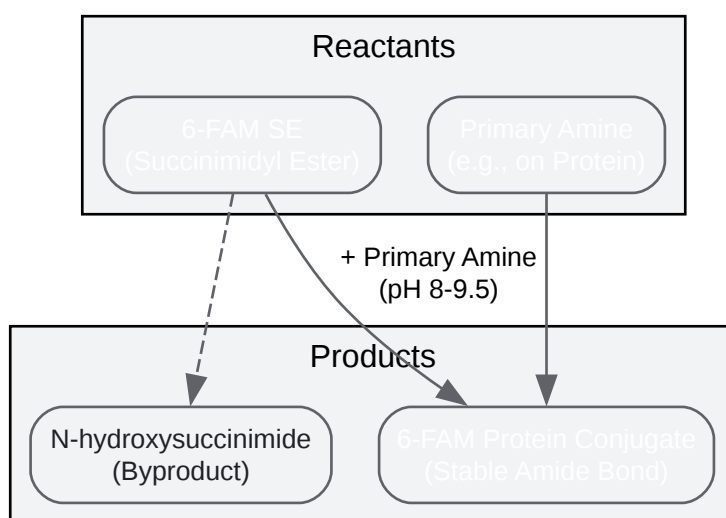 Reactants
6-FAM SE
(Succinimidyl Ester)
Primary Amine
(e.g., on Protein)
+ Primary Amine
(pH 8-9.5)
Products
N-hydroxysuccinimide
(Byproduct)
6-FAM Protein Conjugate
(Stable Amide Bond)